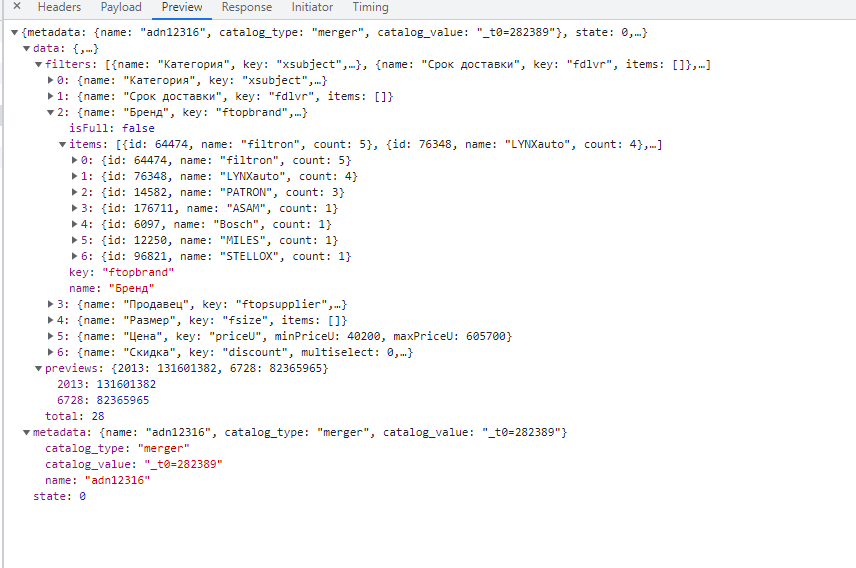 Headers Payload Preview Response Initiator Timing
{metadata: {name: "adn12316", catalog_type: "merger", catalog_value: "_t0=282389"}, state: 0,…}
data: {,…}
filters: [{name: "Категория", key: "xsubject",…}, {name: "Срок доставки", key: "fdlvr", items: []},…]
0: {name: "Категория", key: "xsubject",…}
1: {name: "Срок доставки", key: "fdlvr", items: []}
2: {name: "Бренд", key: "ftopbrand",…}
isFull: false
items: [{id: 64474, name: "filtron", count: 5}, {id: 76348, name: "LYNXauto", count: 4},…]
0: {id: 64474, name: "filtron", count: 5}
1: {id: 76348, name: "LYNXauto", count: 4}
2: {id: 14582, name: "PATRON", count: 3}
3: {id: 176711, name: "ASAM", count: 1}
4: {id: 6097, name: "Bosch", count: 1}
5: {id: 12250, name: "MILES", count: 1}
6: {id: 96821, name: "STELLOX", count: 1}
key: "ftopbrand"
name: "Бренд"
3: {name: "Продавец", key: "ftopsupplier",…}
4: {name: "Размер", key: "fsize", items: []}
5: {name: "Цена", key: "priceU", minPriceU: 40200, maxPriceU: 605700}
6: {name: "Скидка", key: "discount", multiselect: 0,…}
previews: {2013: 131601382, 6728: 82365965}
2013: 131601382
6728: 82365965
total: 28
metadata: {name: "adn12316", catalog_type: "merger", catalog_value: "_t0=282389"}
catalog_type: "merger"
catalog_value: "_t0=282389"
name: "adn12316"
state: 0